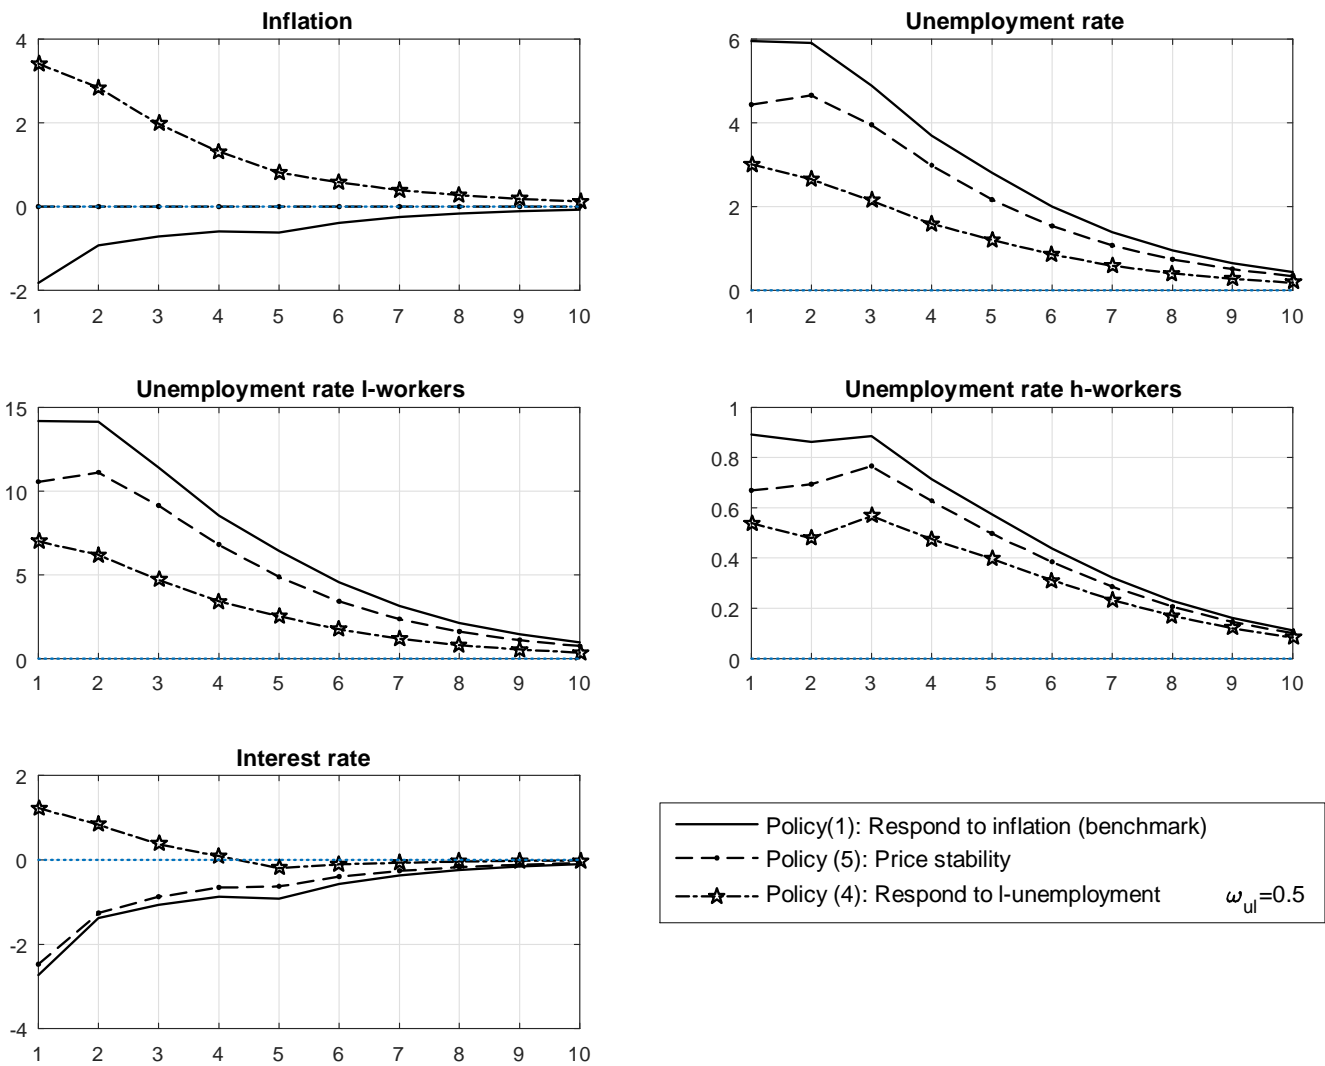 Inflation
4
2
0
-2
1 2 3 4 5 6 7 8 9 10
Unemployment rate
6
4
2
0
1 2 3 4 5 6 7 8 9 10
Unemployment rate l-workers
15
10
5
0
1 2 3 4 5 6 7 8 9 10
Unemployment rate h-workers
1
0.8
0.6
0.4
0.2
0
1 2 3 4 5 6 7 8 9 10
Interest rate
2
0
-2
-4
1 2 3 4 5 6 7 8 9 10
Policy(1): Respond to inflation (benchmark)
Policy (5): Price stability
Policy (4): Respond to l-unemployment ω_ul=0.5